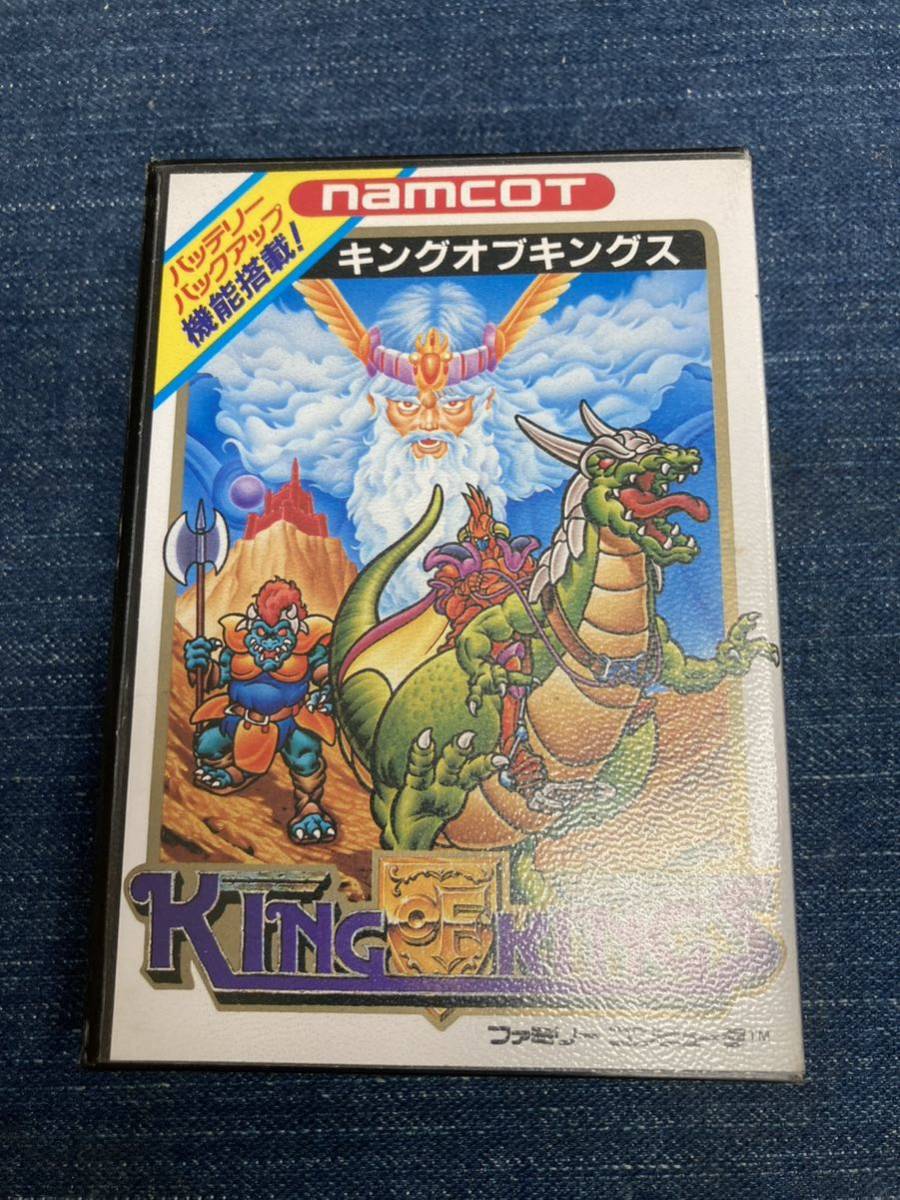 namcoT
バッテリー
バックアップ
機能搭載!
キングオブキングス
KING OF KINGS
ファミリーコンピュータ™